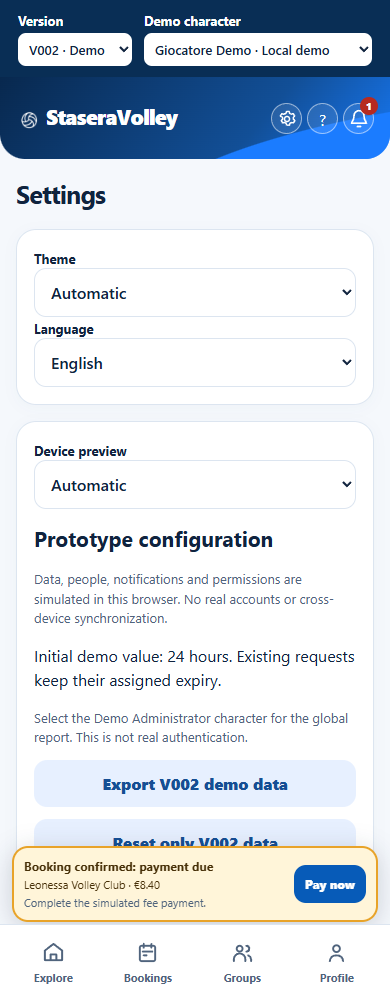 Version
Demo character
V002 · Demo
Giocatore Demo · Local demo
StaseraVolley
?
1
Settings
Theme
Automatic
Language
English
Device preview
Automatic
Prototype configuration
Data, people, notifications and permissions are
simulated in this browser. No real accounts or cross-
device synchronization.
Initial demo value: 24 hours. Existing requests
keep their assigned expiry.
Select the Demo Administrator character for the global
report. This is not real authentication.
Export V002 demo data
Reset only V002 data
Booking confirmed: payment due
Leonessa Volley Club · €8.40
Complete the simulated fee payment.
Pay now
Explore
Bookings
Groups
Profile